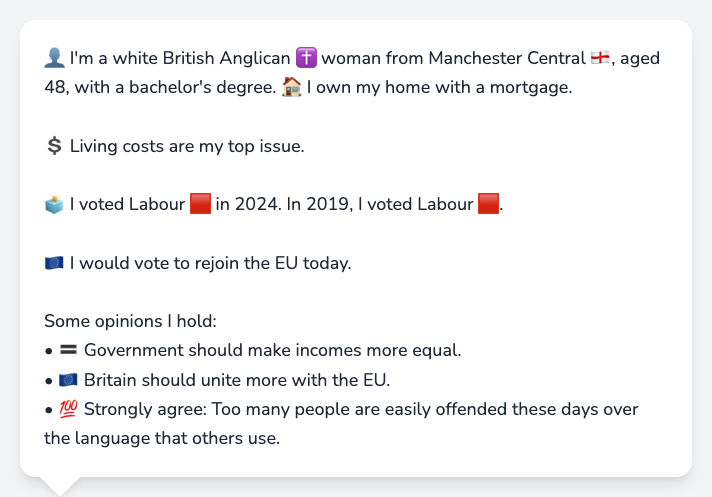 👤 I'm a white British Anglican ✝️ woman from Manchester Central 🏴󠁧󠁢󠁥󠁮󠁧󠁿, aged
48, with a bachelor's degree. 🏠 I own my home with a mortgage.
💲 Living costs are my top issue.
🗳️ I voted Labour 🟥 in 2024. In 2019, I voted Labour 🟥.
🇪🇺 I would vote to rejoin the EU today.
Some opinions I hold:
• 🟰 Government should make incomes more equal.
• 🇪🇺 Britain should unite more with the EU.
• 💯 Strongly agree: Too many people are easily offended these days over
the language that others use.